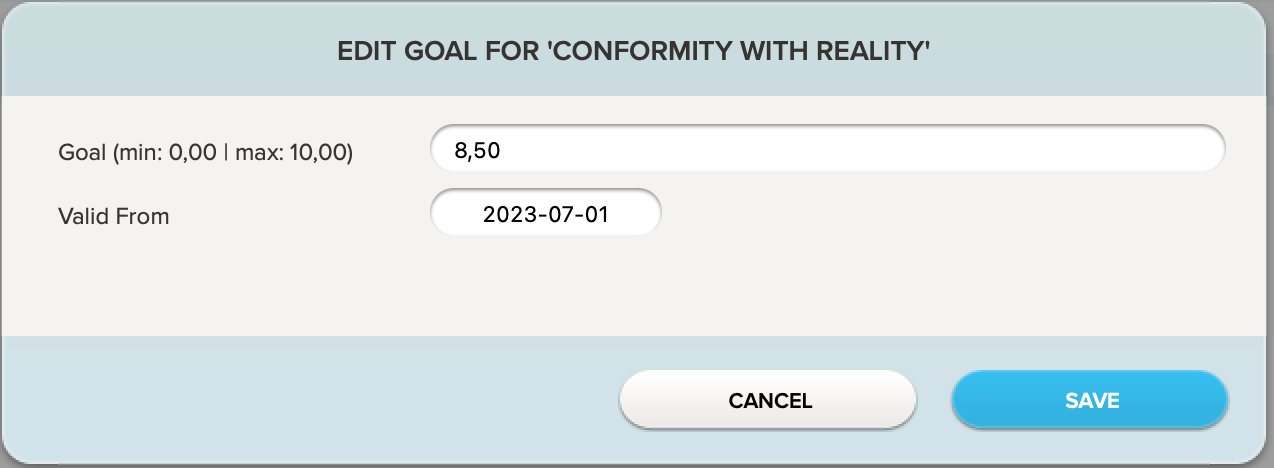 EDIT GOAL FOR 'CONFORMITY WITH REALITY'
Goal (min: 0,00 | max: 10,00)
8,50
Valid From
2023-07-01
CANCEL
SAVE